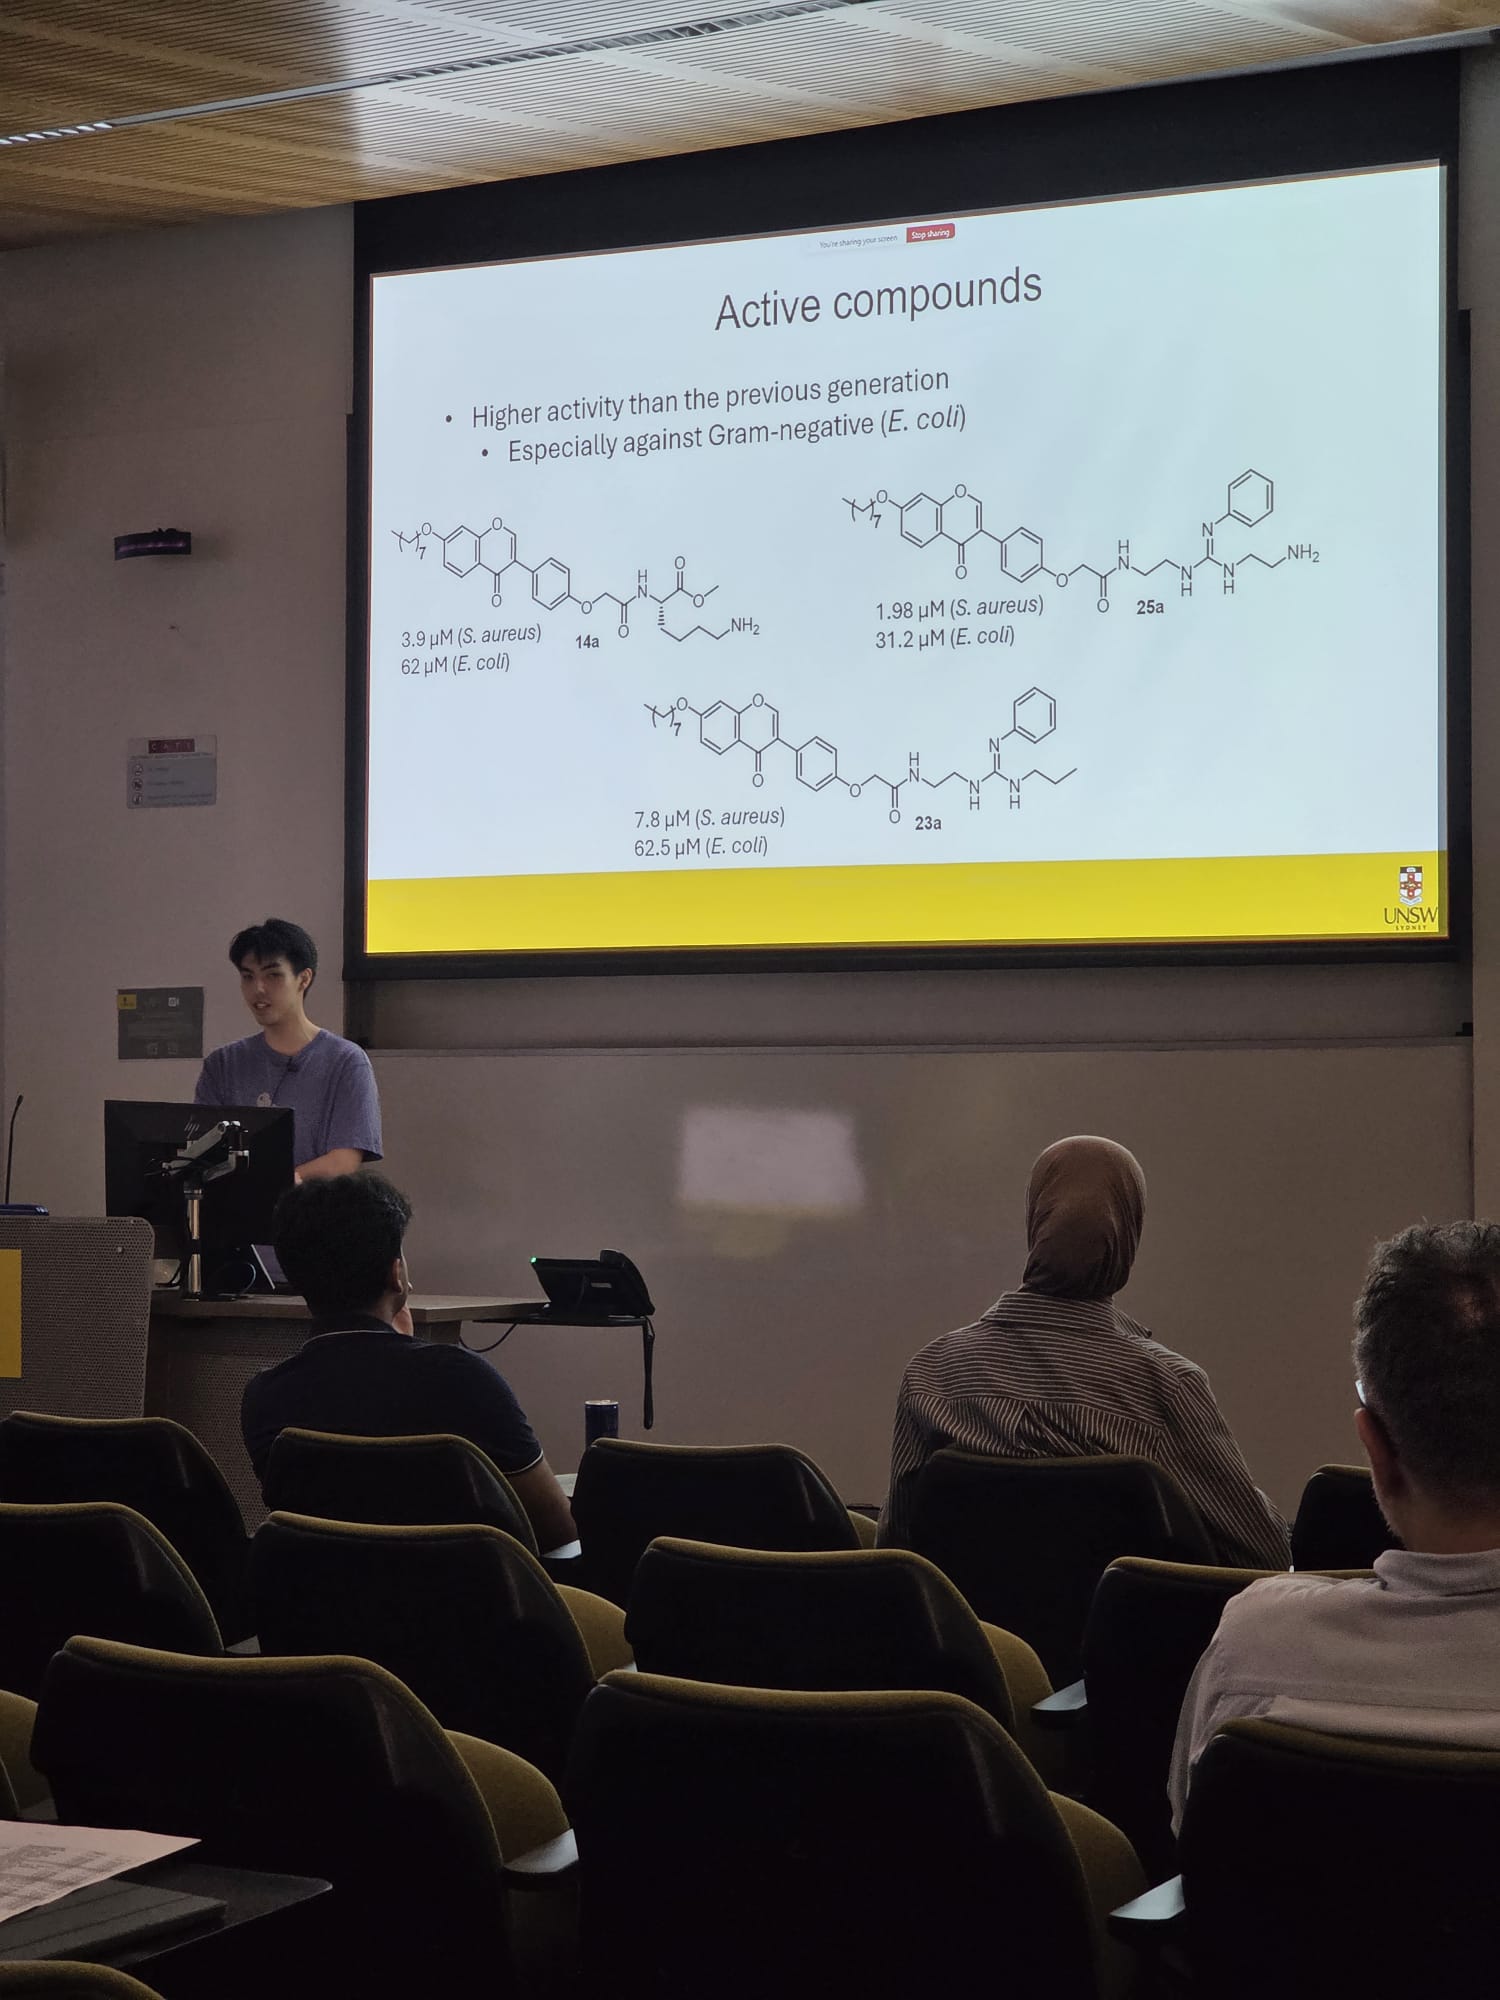 You're sharing your screen Stop sharing
Active compounds
• Higher activity than the previous generation
• Especially against Gram-negative (E. coli)
O
O
O
7
O
O
H
N
O
O
O
NH2
3.9 µM (S. aureus)
62 µM (E. coli)
14a
O
O
O
7
O
O
H
N
N
H
N
N
H
NH2
1.98 µM (S. aureus)
31.2 µM (E. coli)
25a
O
O
O
7
O
O
H
N
N
H
N
N
H
7.8 µM (S. aureus)
62.5 µM (E. coli)
23a
UNSW
SYDNEY
CATS
hp